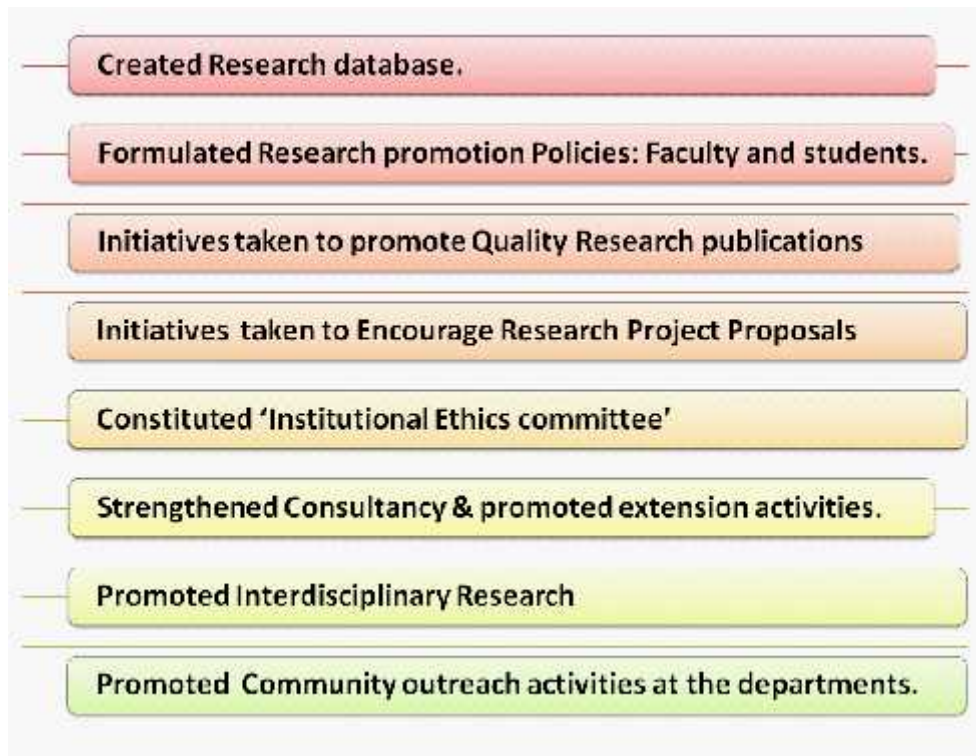 Created Research database.
Formulated Research promotion Policies: Faculty and students.
Initiatives taken to promote Quality Research publications
Initiatives taken to Encourage Research Project Proposals
Constituted ‘Institutional Ethics committee’
Strengthened Consultancy & promoted extension activities.
Promoted Interdisciplinary Research
Promoted Community outreach activities at the departments.